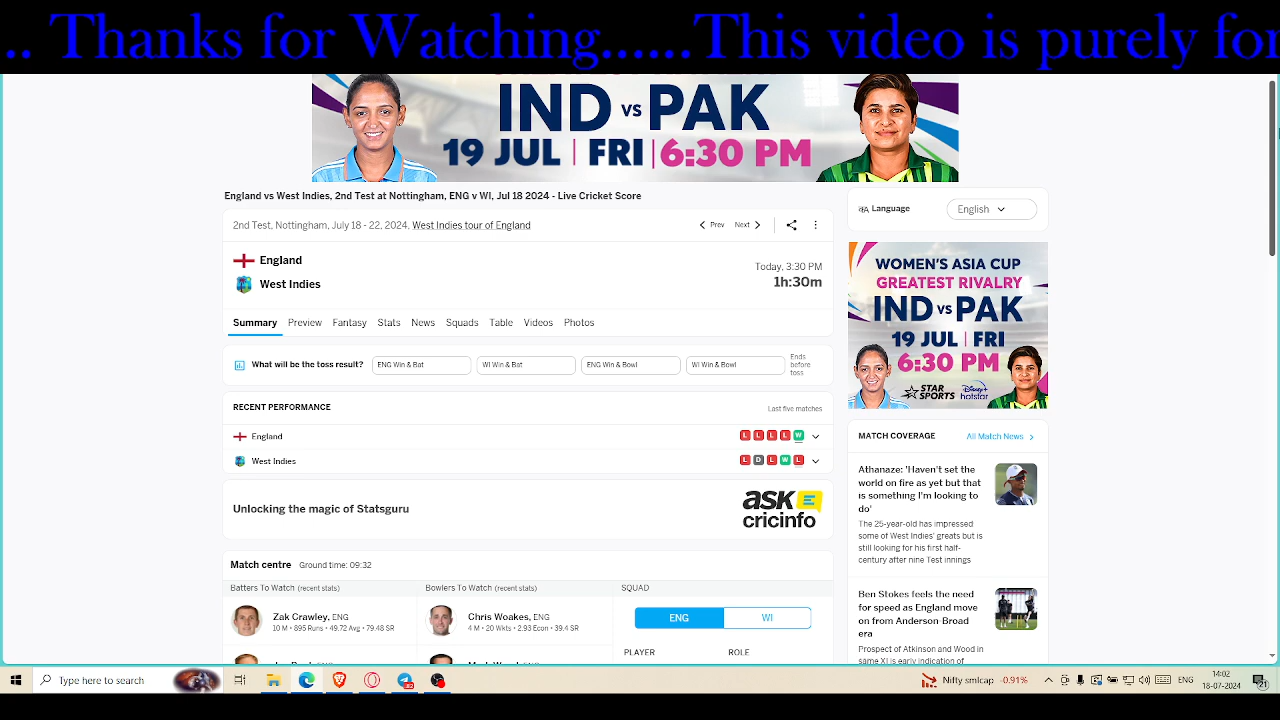 .. Thanks for Watching......This video is purely for
IND VS PAK
19 JUL | FRI | 6:30 PM
England vs West Indies, 2nd Test at Nottingham, ENG v WI, Jul 18 2024 - Live Cricket Score
2nd Test, Nottingham, July 18 - 22, 2024, West Indies tour of England
Prev Next
England
West Indies
Today, 3:30 PM
1h:30m
Summary Preview Fantasy Stats News Squads Table Videos Photos
What will be the toss result? ENG Win & Bat WI Win & Bat ENG Win & Bowl WI Win & Bowl
Ends
before
toss
RECENT PERFORMANCE Last five matches
England L L L L W
West Indies L D L W L
Unlocking the magic of Statsguru
ask
cricinfo
Match centre Ground time: 09:32
Batters To Watch (recent stats) Bowlers To Watch (recent stats) SQUAD
Zak Crawley, ENG
10 M • 895 Runs • 49.72 Avg • 79.48 SR
Chris Woakes, ENG
4 M • 20 Wkts • 2.93 Econ • 39.4 SR
ENG WI
PLAYER ROLE
Language English
WOMEN'S ASIA CUP
GREATEST RIVALRY
IND VS PAK
19 JUL | FRI
6:30 PM
STAR
SPORTS
Disney+
hotstar
MATCH COVERAGE All Match News
Athanaze: 'Haven't set the
world on fire as yet but that
is something I'm looking to
do'
The 25-year-old has impressed
some of West Indies' greats but is
still looking for his first half-
century after nine Test innings
Ben Stokes feels the need
for speed as England move
on from Anderson-Broad
era
Prospect of Atkinson and Wood in
same XI is early indication of
Type here to search
Nifty smlcap -0.91%
ENG
14:02
18-07-2024